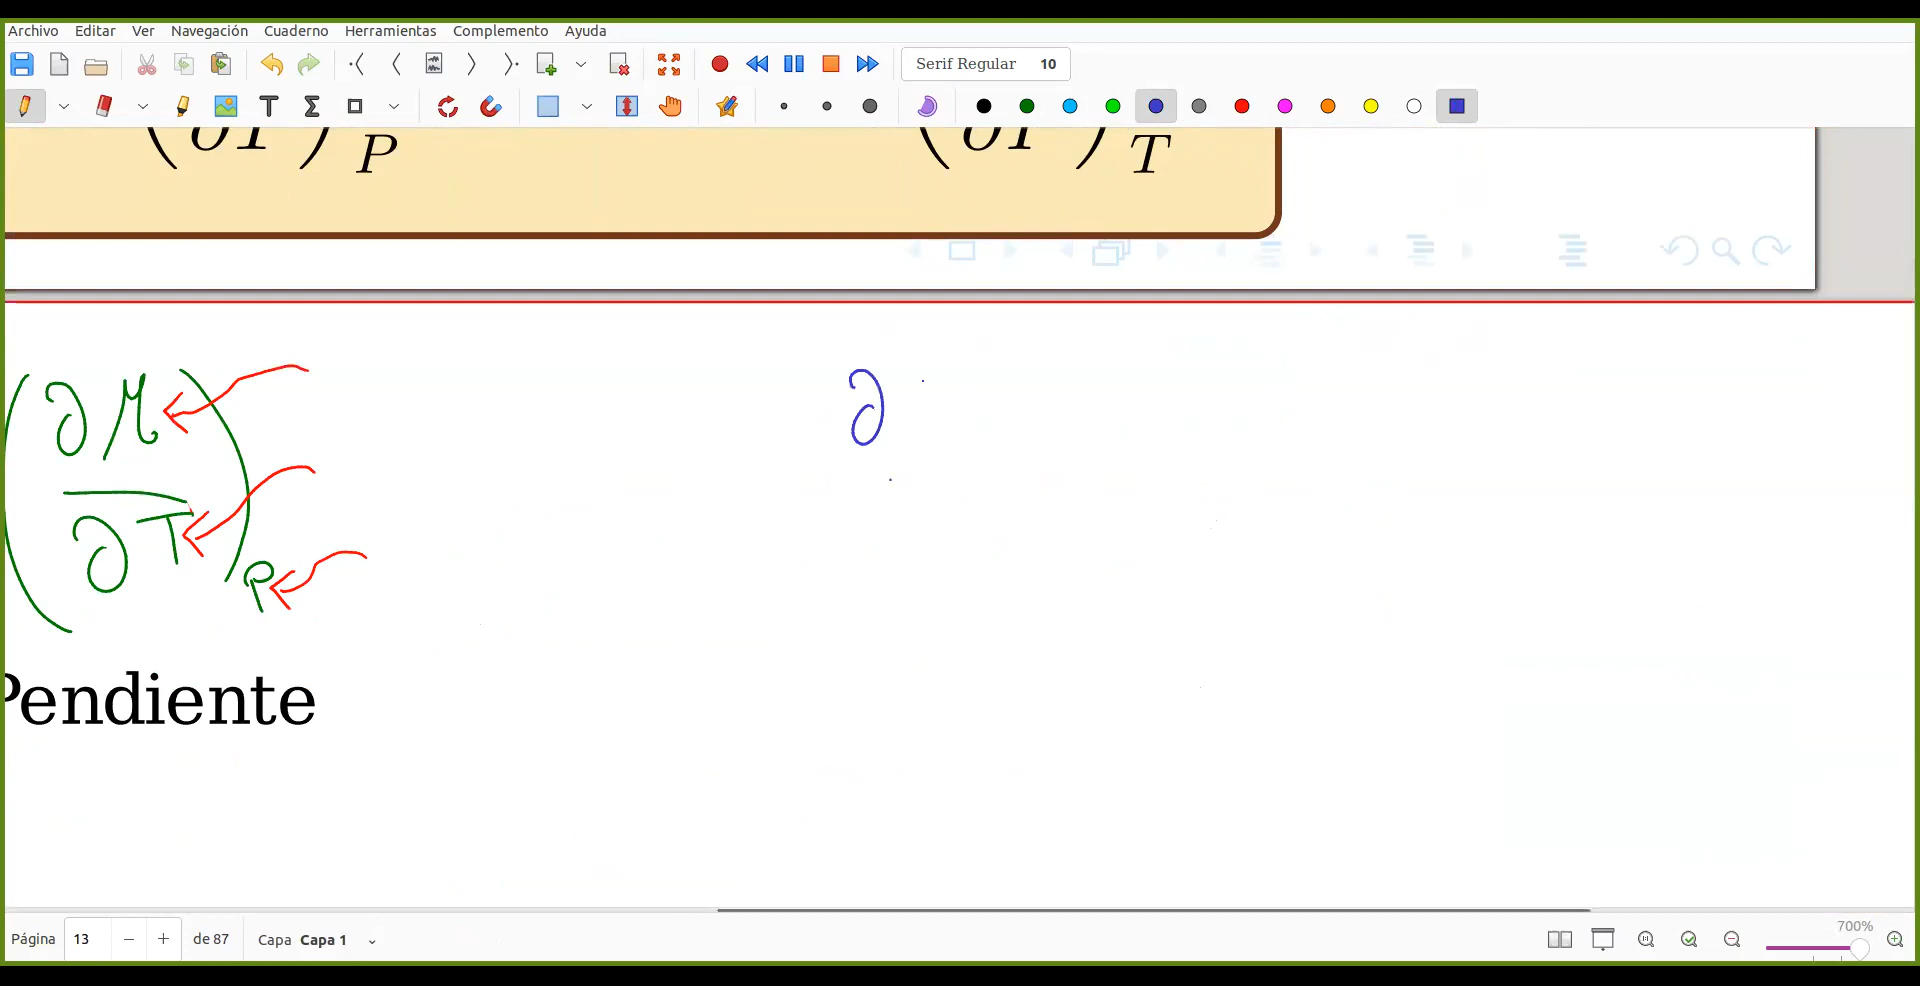 Archivo Editar Ver Navegación Cuaderno Herramientas Complemento Ayuda
Serif Regular 10
P T
∂μ
∂T
P
∂
Pendiente
700%
Página 13 de 87 Capa Capa 1